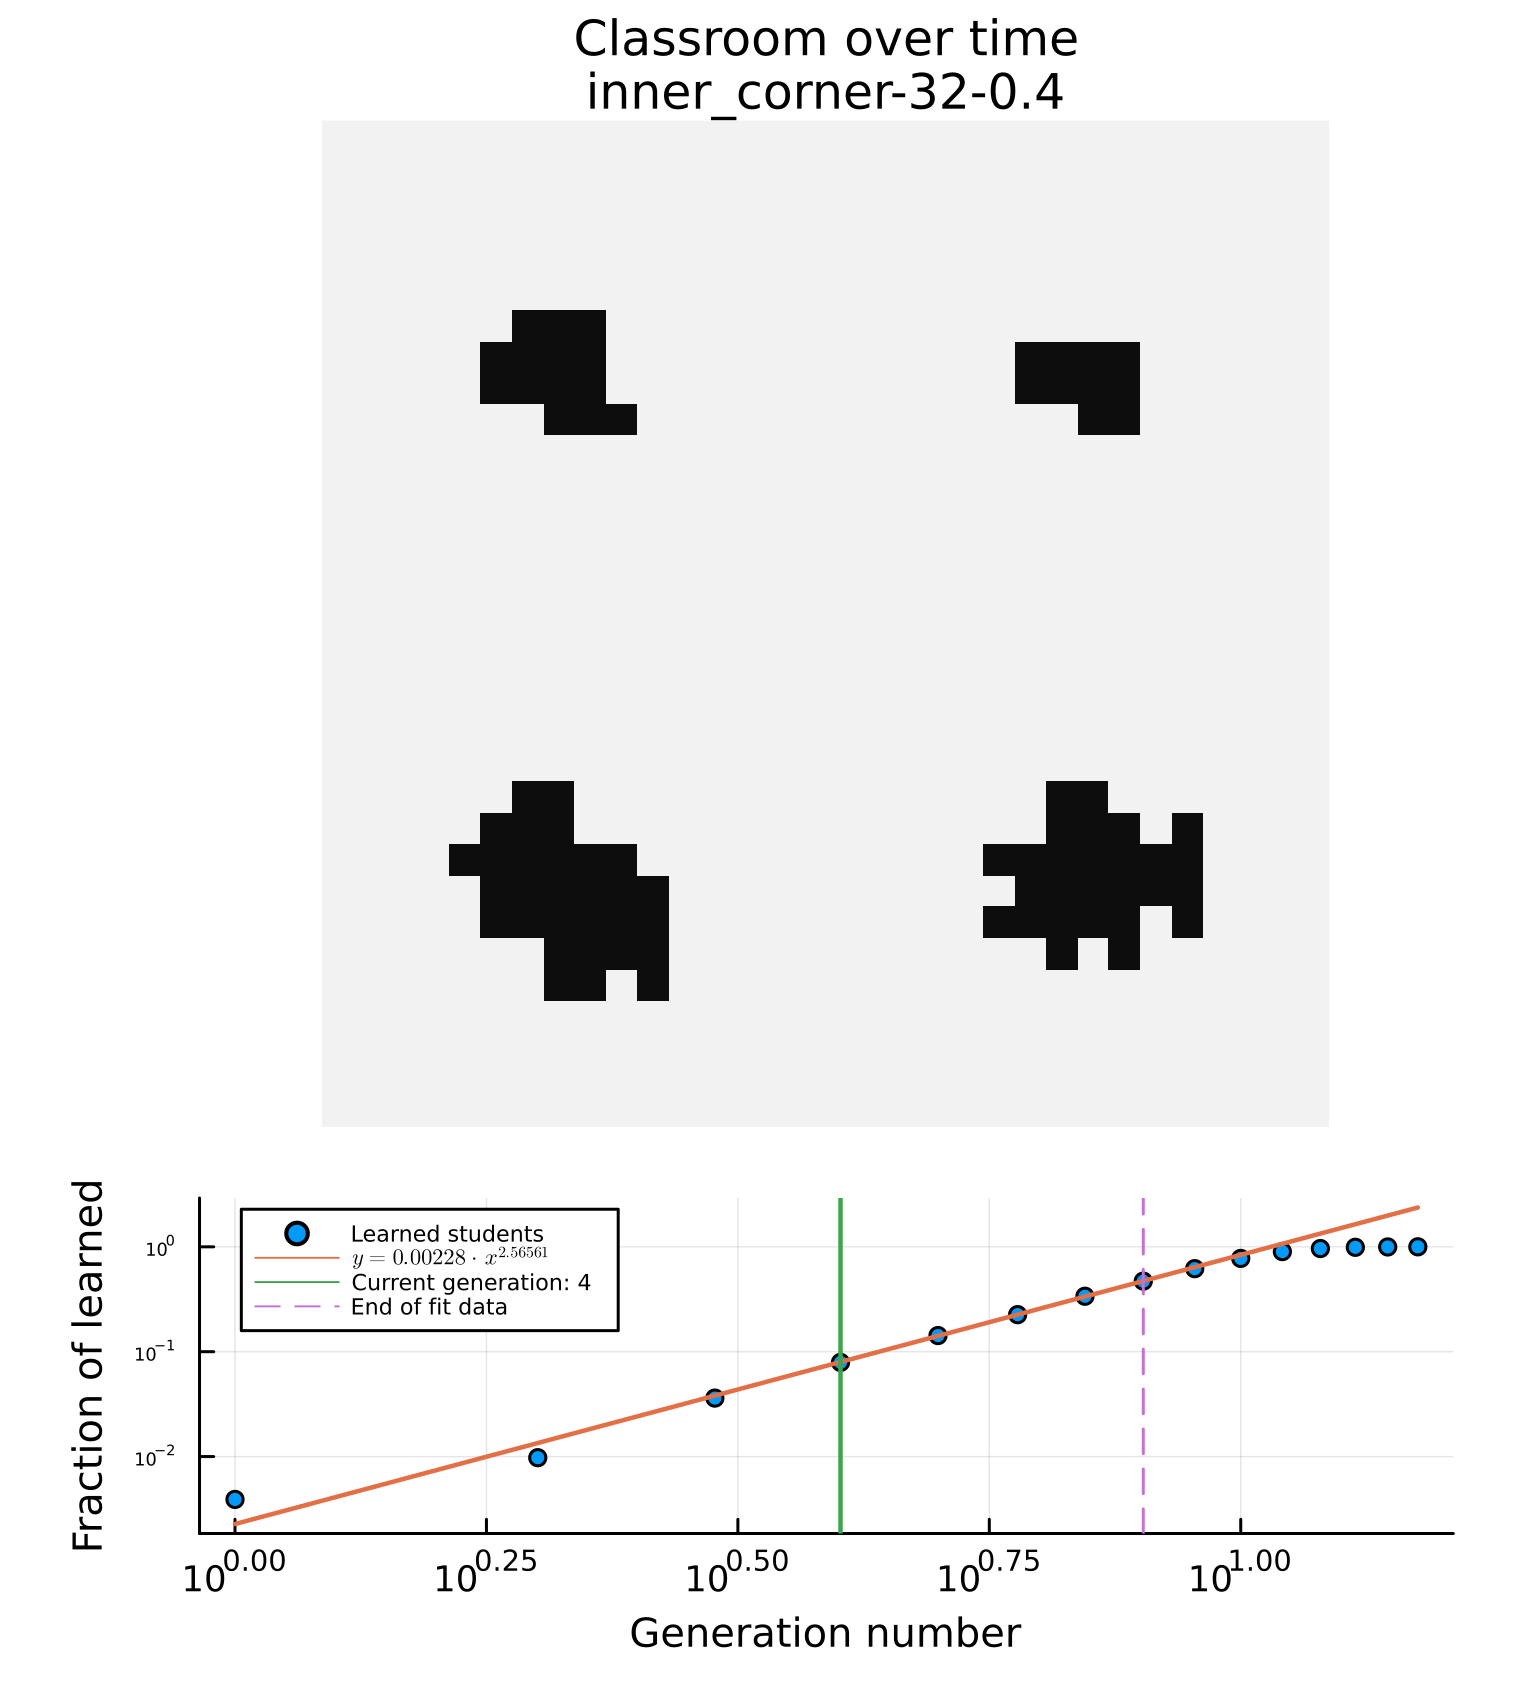 Classroom over time
inner_corner-32-0.4
Fraction of learned
Learned students
y = 0.00228 · x^2.56561
Current generation: 4
End of fit data
10^0
10^−1
10^−2
10^0.00 10^0.25 10^0.50 10^0.75 10^1.00
Generation number